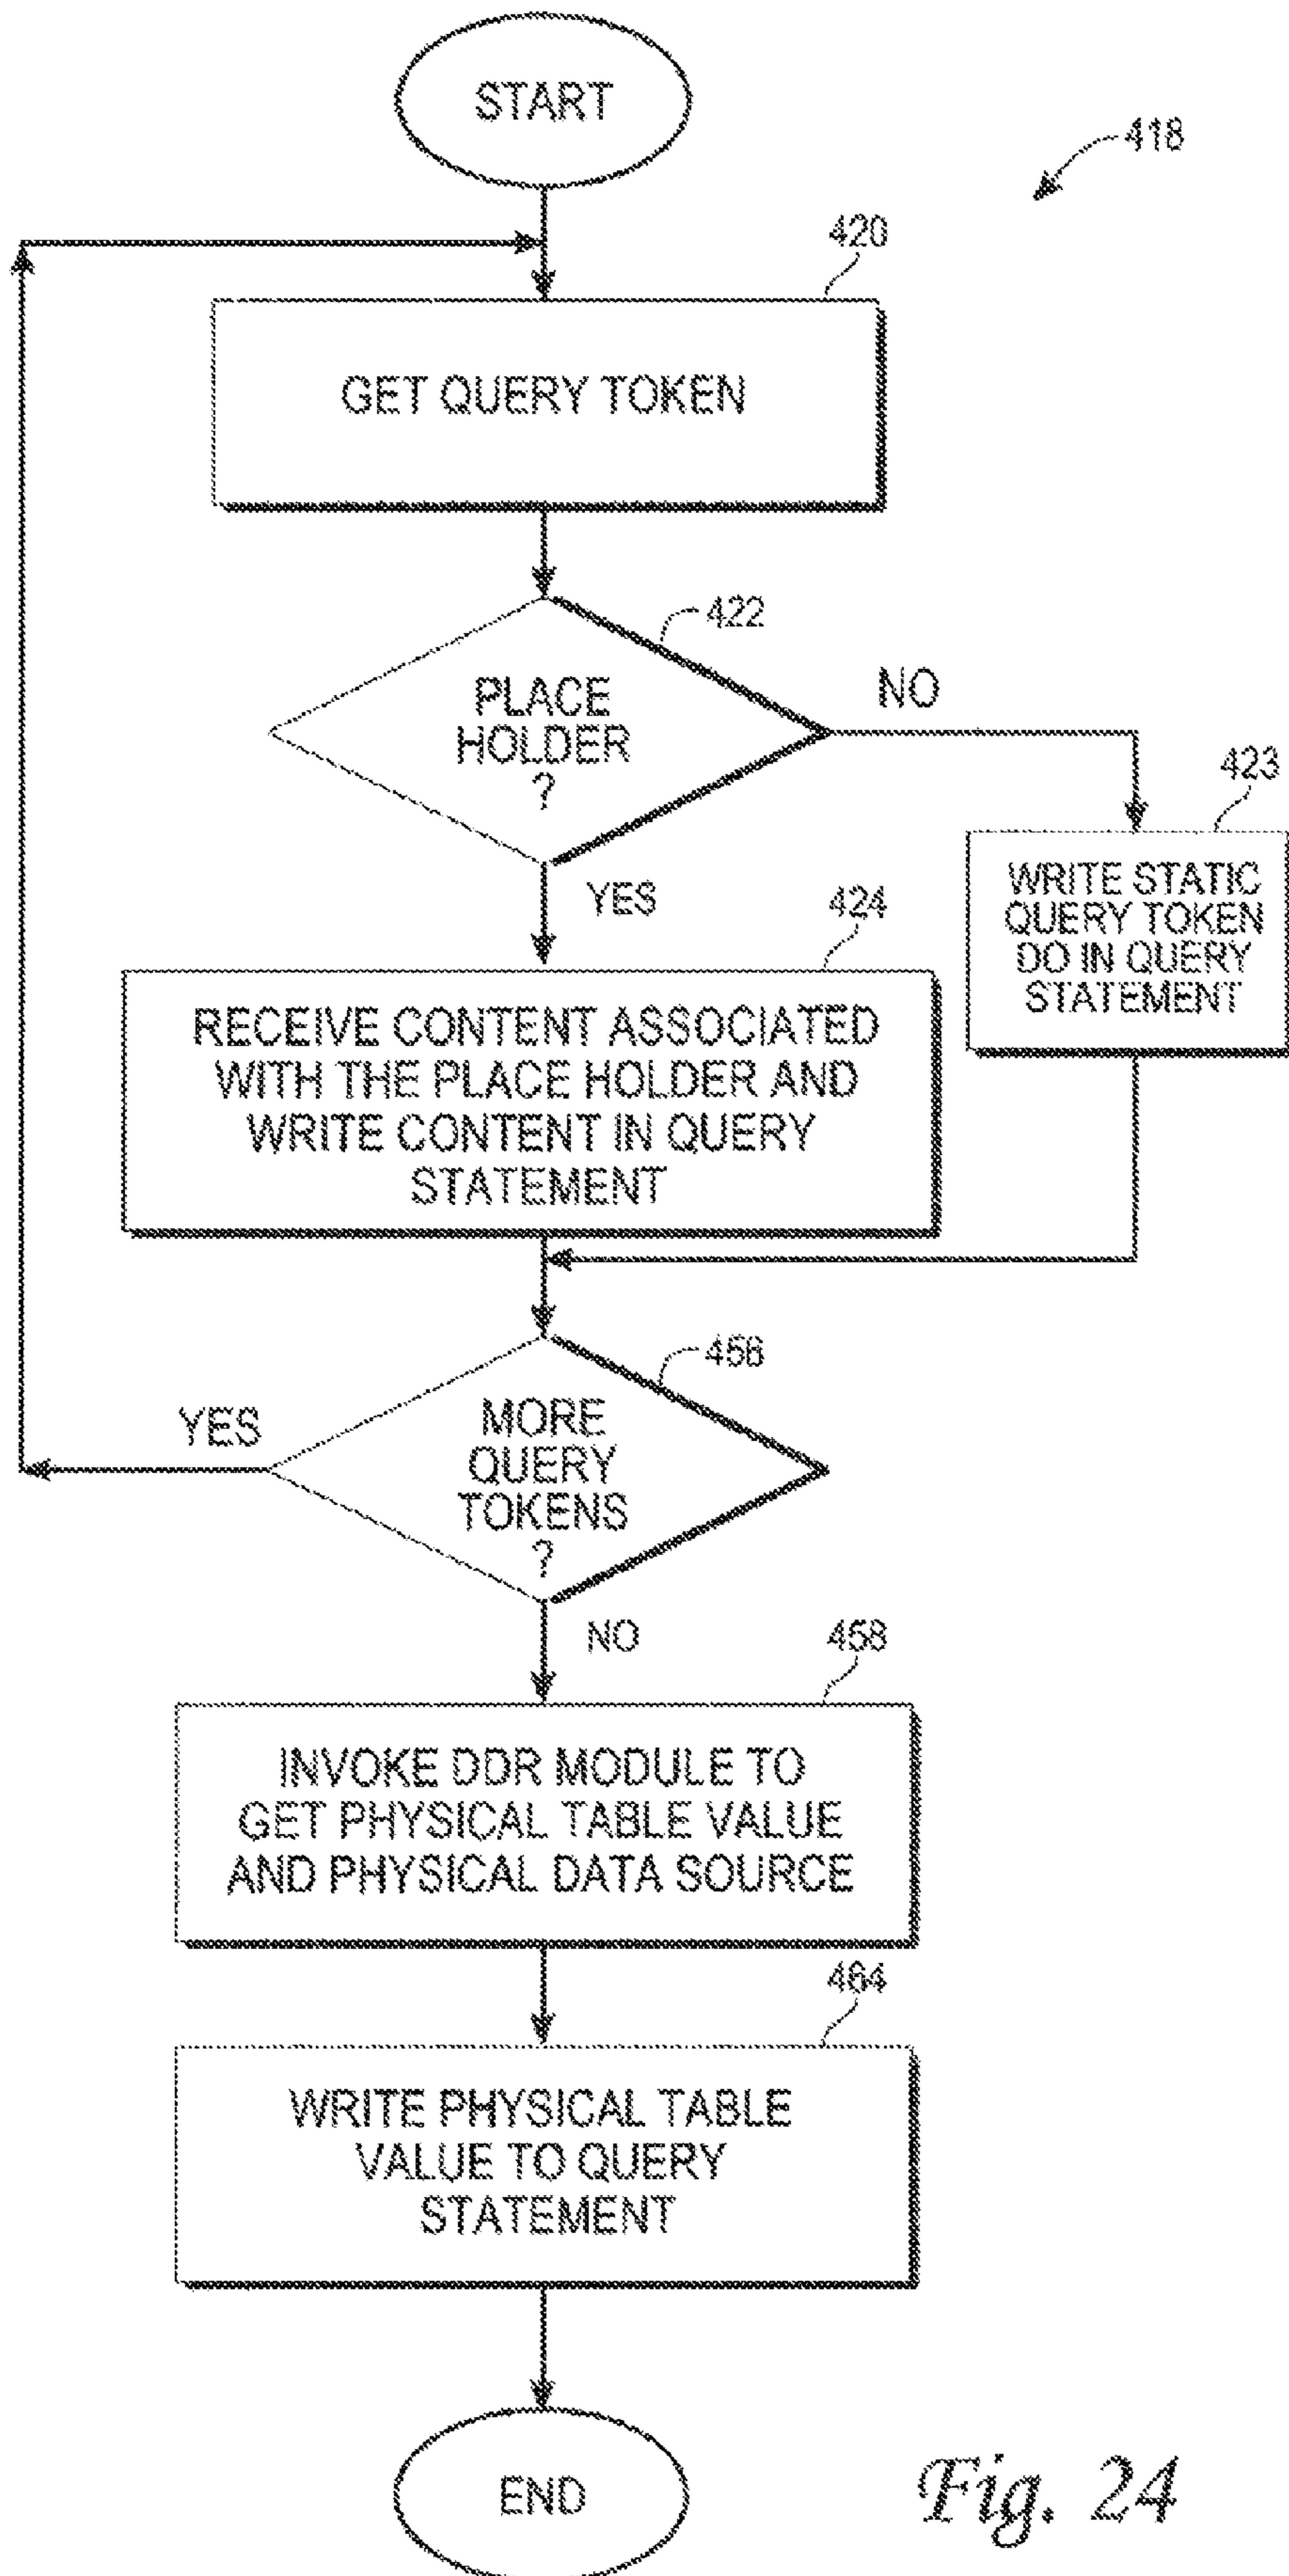 START
418
420
GET QUERY TOKEN
422
PLACE
HOLDER
?
NO
423
WRITE STATIC
QUERY TOKEN
DO IN QUERY
STATEMENT
YES
424
RECEIVE CONTENT ASSOCIATED
WITH THE PLACE HOLDER AND
WRITE CONTENT IN QUERY
STATEMENT
456
MORE
QUERY
TOKENS
?
YES
NO
458
INVOKE DDR MODULE TO
GET PHYSICAL TABLE VALUE
AND PHYSICAL DATA SOURCE
464
WRITE PHYSICAL TABLE
VALUE TO QUERY
STATEMENT
END
Fig. 24